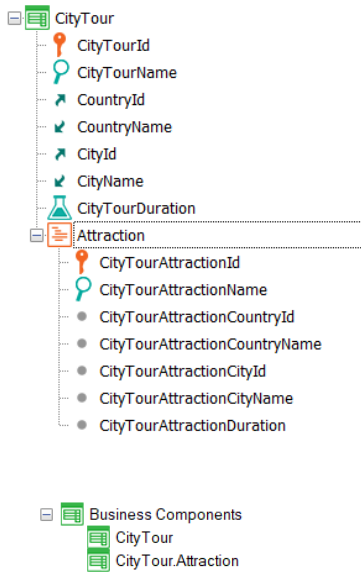 CityTour
CityTourId
CityTourName
CountryId
CountryName
CityId
CityName
CityTourDuration
Attraction
CityTourAttractionId
CityTourAttractionName
CityTourAttractionCountryId
CityTourAttractionCountryName
CityTourAttractionCityId
CityTourAttractionCityName
CityTourAttractionDuration
Business Components
CityTour
CityTour.Attraction